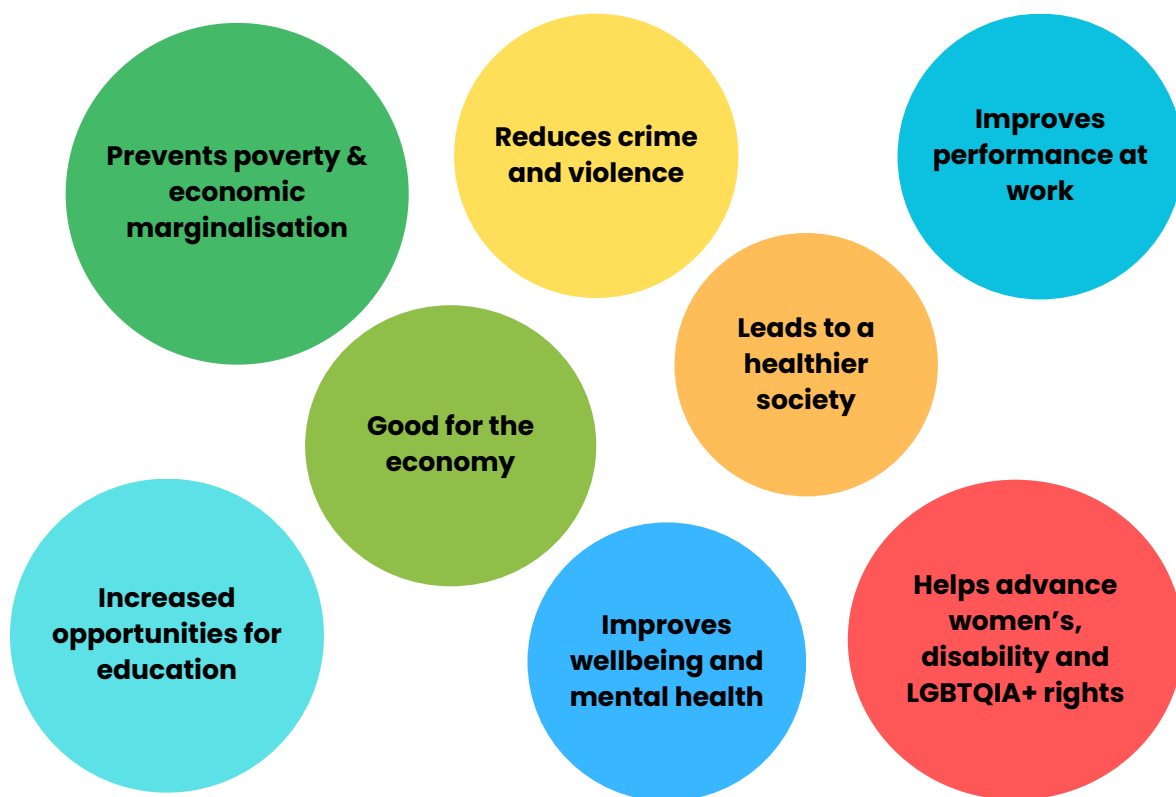 Prevents poverty &
economic
marginalisation
Reduces crime
and violence
Improves
performance at
work
Leads to a
healthier
society
Good for the
economy
Increased
opportunities for
education
Improves
wellbeing and
mental health
Helps advance
women’s,
disability and
LGBTQIA+ rights